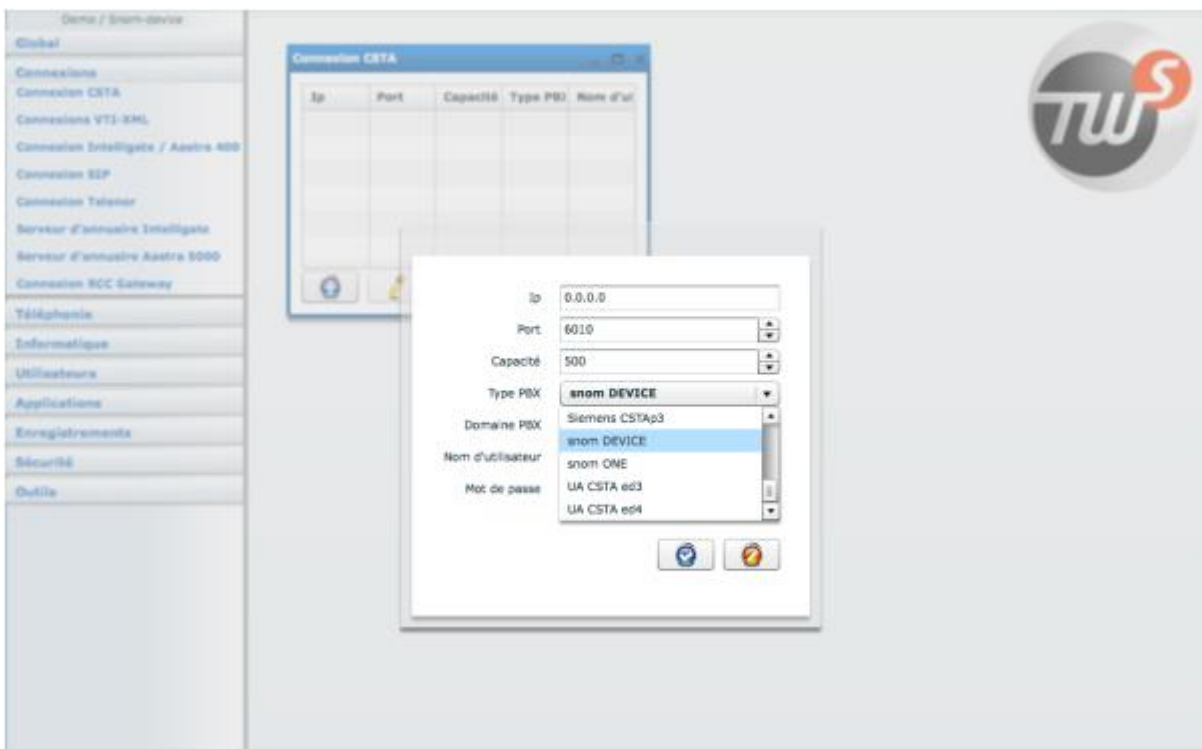 Demo / Snom-device
Global
Connexions
Connexion CSTA
Connexions VTI-XML
Connexion Intelligate / Aastra 400
Connexion SIP
Connexion Telenor
Serveur d'annuaire Intelligate
Serveur d'annuaire Aastra 5000
Connexion RCC Gateway
Téléphonie
Informatique
Utilisateurs
Applications
Enregistrements
Sécurité
Outils
Connexion CSTA
Ip Port Capacité Type PBX Nom d'ut
TWS
Ip 0.0.0.0
Port 6010
Capacité 500
Type PBX snom DEVICE
Domaine PBX
Nom d'utilisateur
Mot de passe
Siemens CSTAp3
snom DEVICE
snom ONE
UA CSTA ed3
UA CSTA ed4